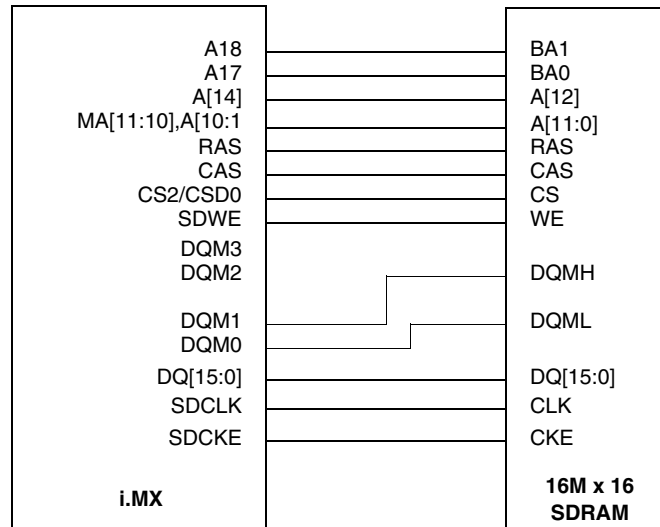 A18 BA1
A17 BA0
A[14] A[12]
MA[11:10],A[10:1 A[11:0]
RAS RAS
CAS CAS
CS2/CSD0 CS
SDWE WE
DQM3
DQM2 DQMH
DQM1 DQML
DQM0
DQ[15:0] DQ[15:0]
SDCLK CLK
SDCKE CKE
i.MX 16M x 16
SDRAM